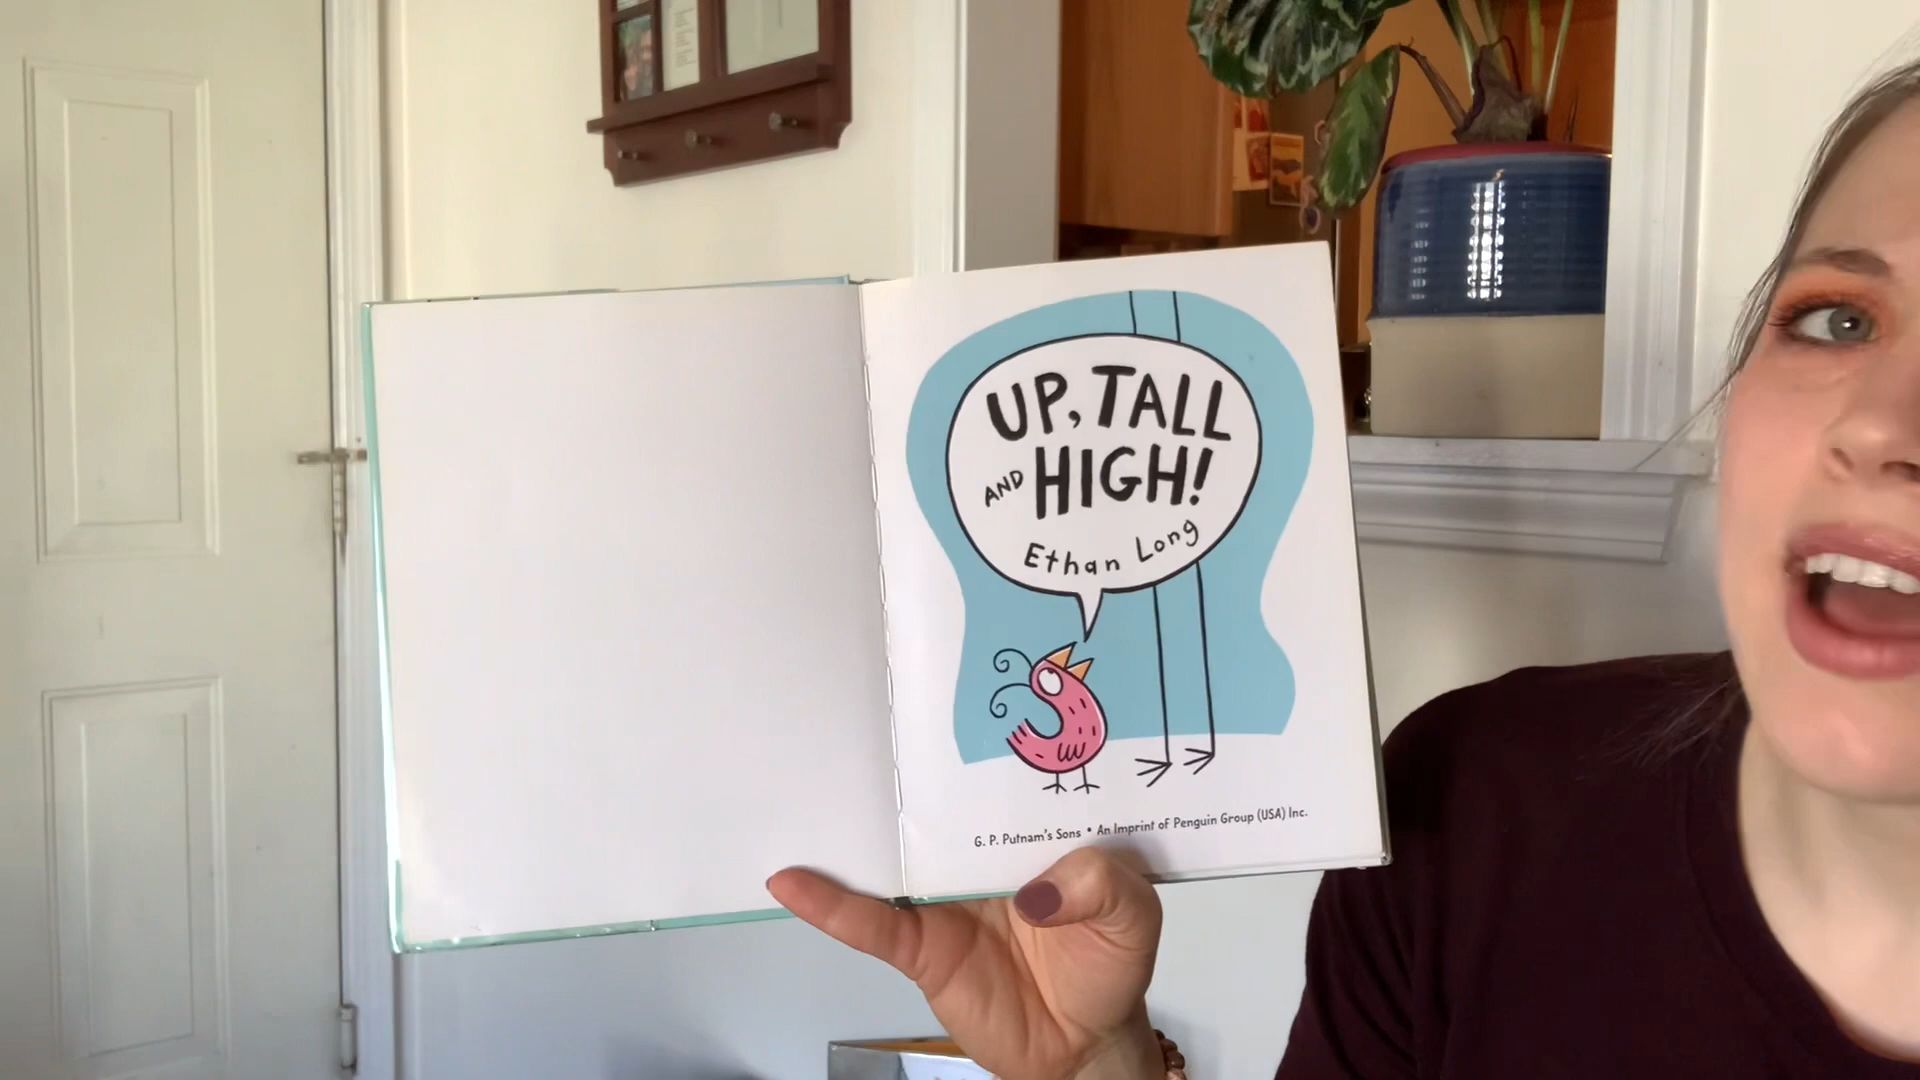 UP, TALL
AND HIGH!
Ethan Long
G. P. Putnam's Sons • An Imprint of Penguin Group (USA) Inc.